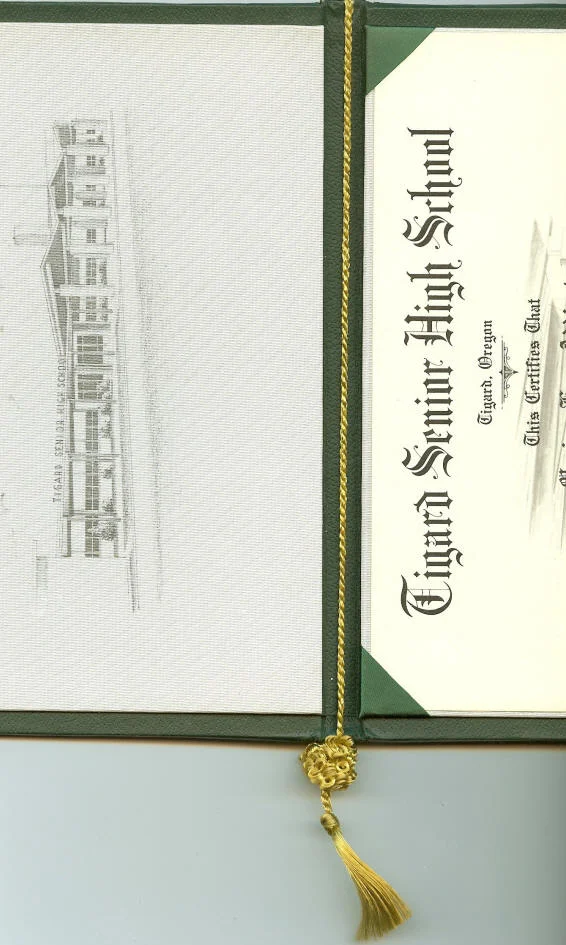 TIGARD SENIOR HIGH SCHOOL
Tigard Senior High School
Tigard, Oregon
This Certifies That